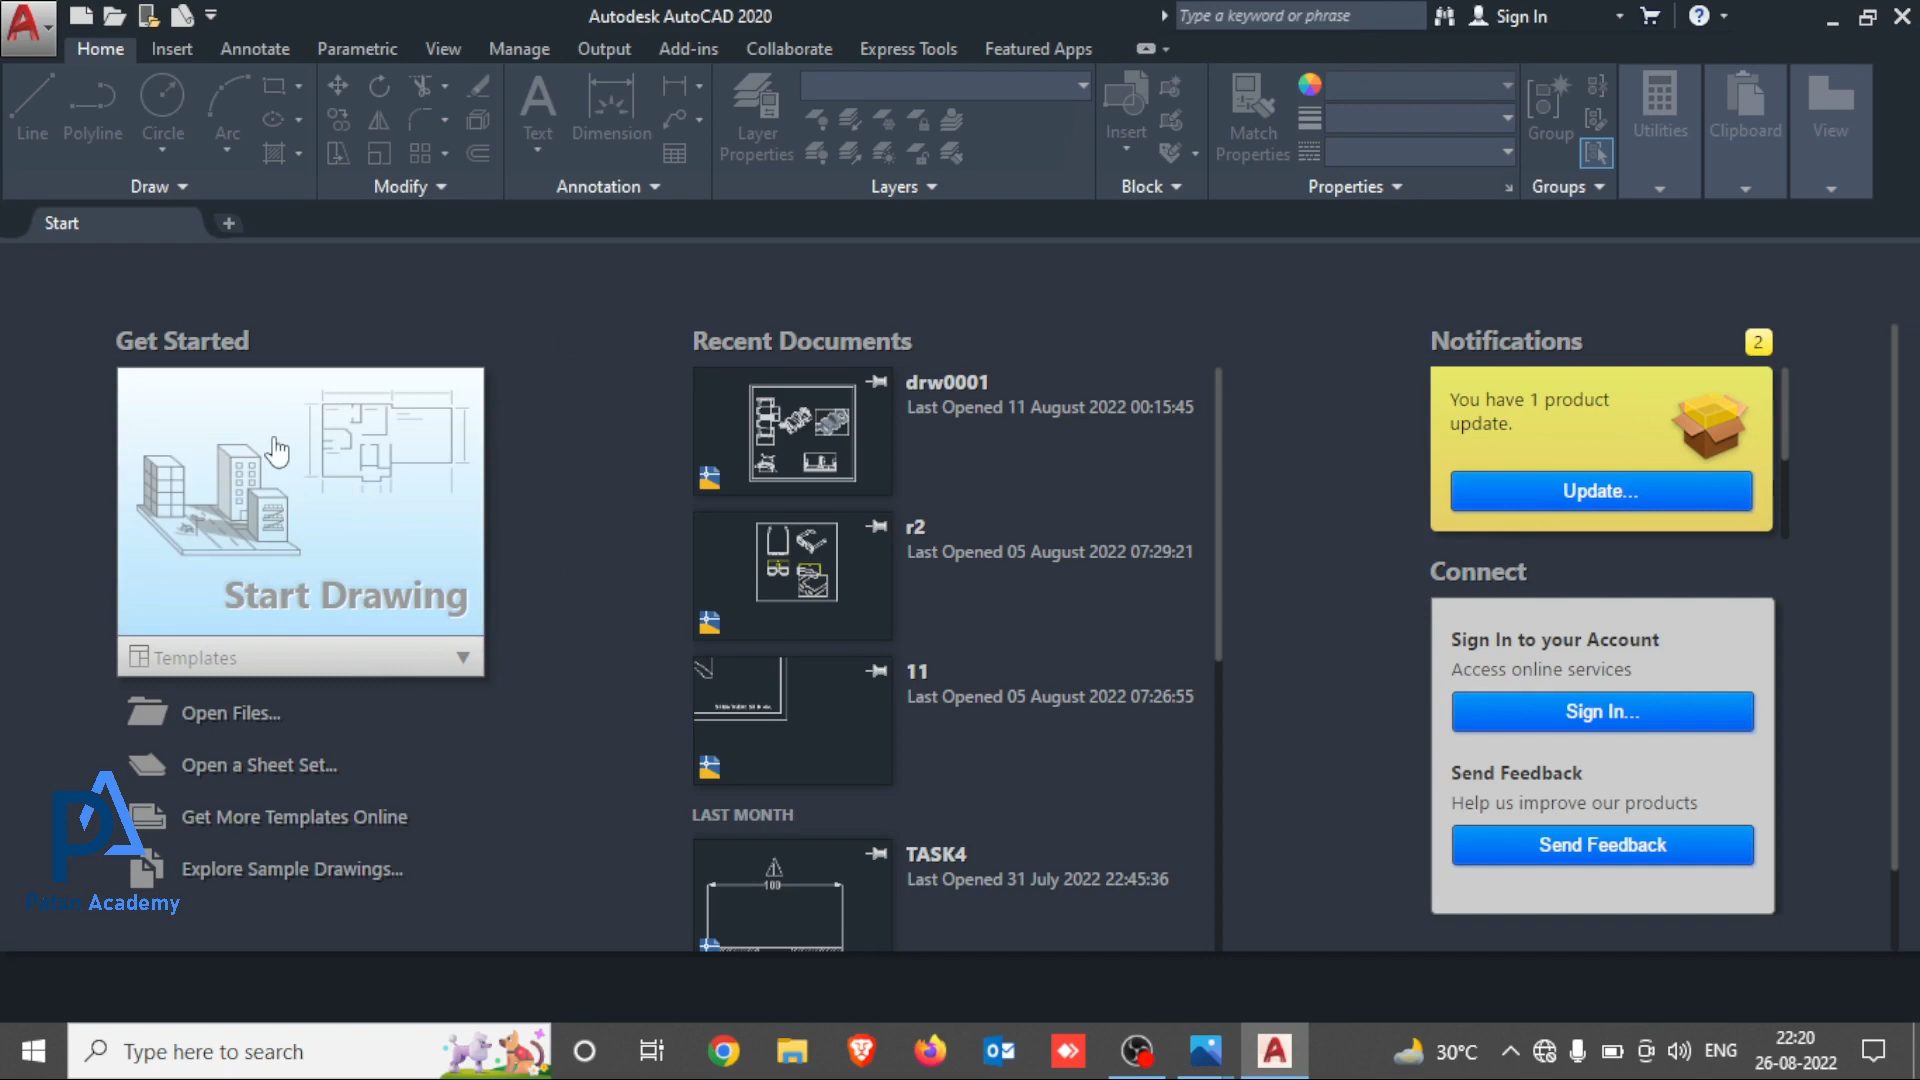 Autodesk AutoCAD 2020
Type a keyword or phrase
Sign In
Home
Insert
Annotate
Parametric
View
Manage
Output
Add-ins
Collaborate
Express Tools
Featured Apps
Line
Polyline
Circle
Arc
Text
Dimension
Layer
Properties
Insert
Match
Properties
Group
Utilities
Clipboard
View
Draw
Modify
Annotation
Layers
Block
Properties
Groups
Start
Get Started
Start Drawing
Templates
Open Files...
Open a Sheet Set...
Get More Templates Online
Explore Sample Drawings...
Academy
Recent Documents
drw0001
Last Opened 11 August 2022 00:15:45
r2
Last Opened 05 August 2022 07:29:21
11
Last Opened 05 August 2022 07:26:55
LAST MONTH
TASK4
Last Opened 31 July 2022 22:45:36
100
Notifications
2
You have 1 product
update.
Update...
Connect
Sign In to your Account
Access online services
Sign In...
Send Feedback
Help us improve our products
Send Feedback
Type here to search
30°C
ENG
22:20
26-08-2022